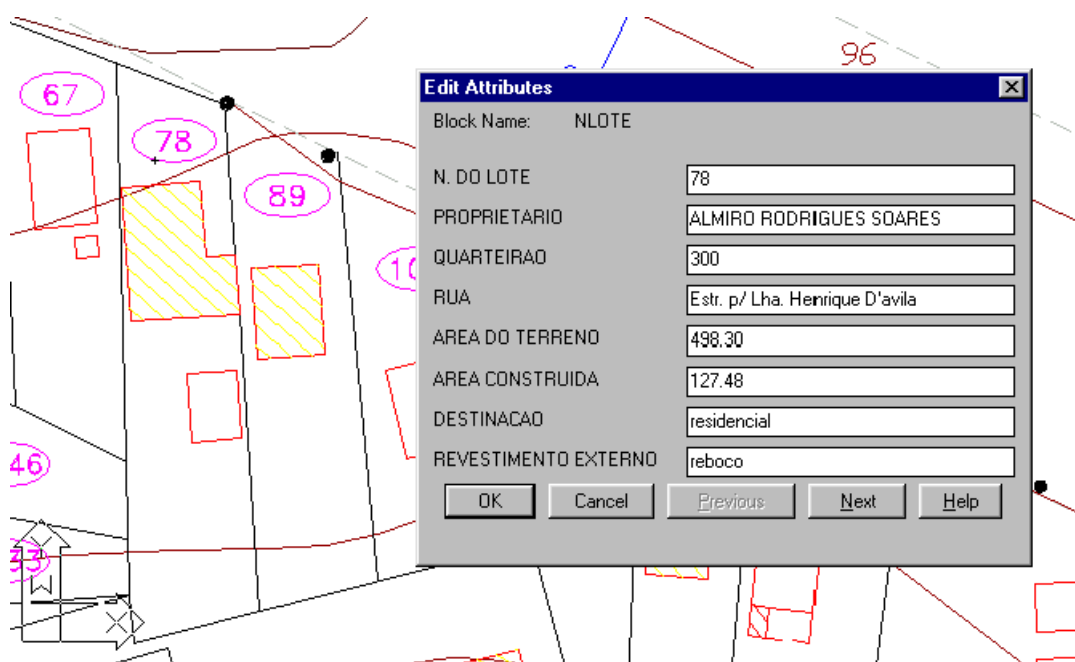 96
67
78
89
10
46
33
Edit Attributes
Block Name: NLOTE
N. DO LOTE 78
PROPRIETARIO ALMIRO RODRIGUES SOARES
QUARTEIRAO 300
RUA Estr. p/ Lha. Henrique D'avila
AREA DO TERRENO 498.30
AREA CONSTRUIDA 127.48
DESTINACAO residencial
REVESTIMENTO EXTERNO reboco
OK Cancel Previous Next Help